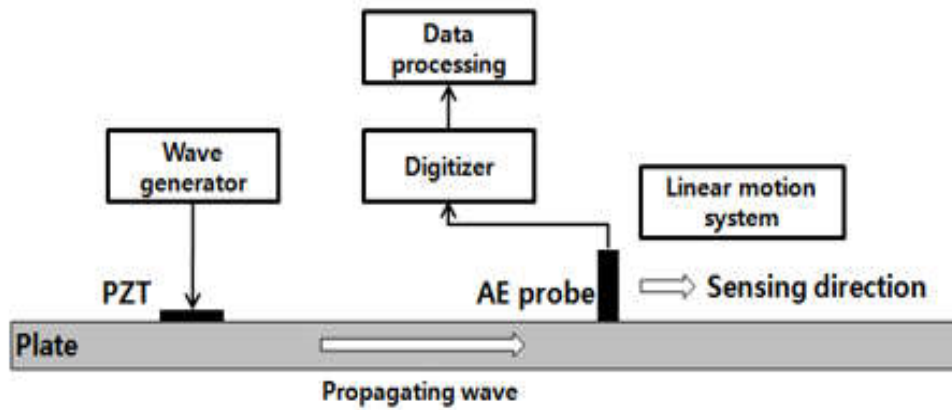 Data
processing
Wave
generator
Digitizer
Linear motion
system
PZT
AE probe
Sensing direction
Plate
Propagating wave